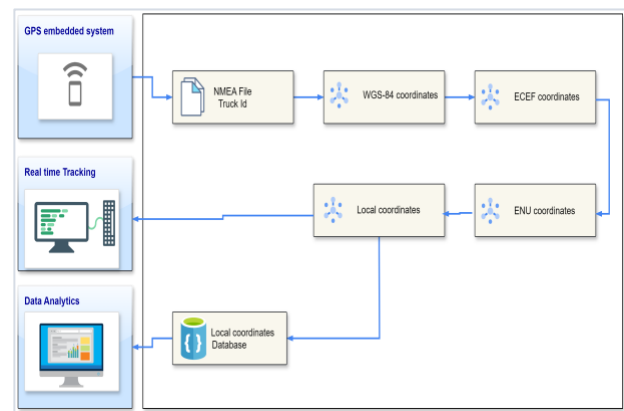 GPS embedded system
NMEA File
Truck Id
WGS-84 coordinates
ECEF coordinates
Real time Tracking
Local coordinates
ENU coordinates
Data Analytics
Local coordinates
Database